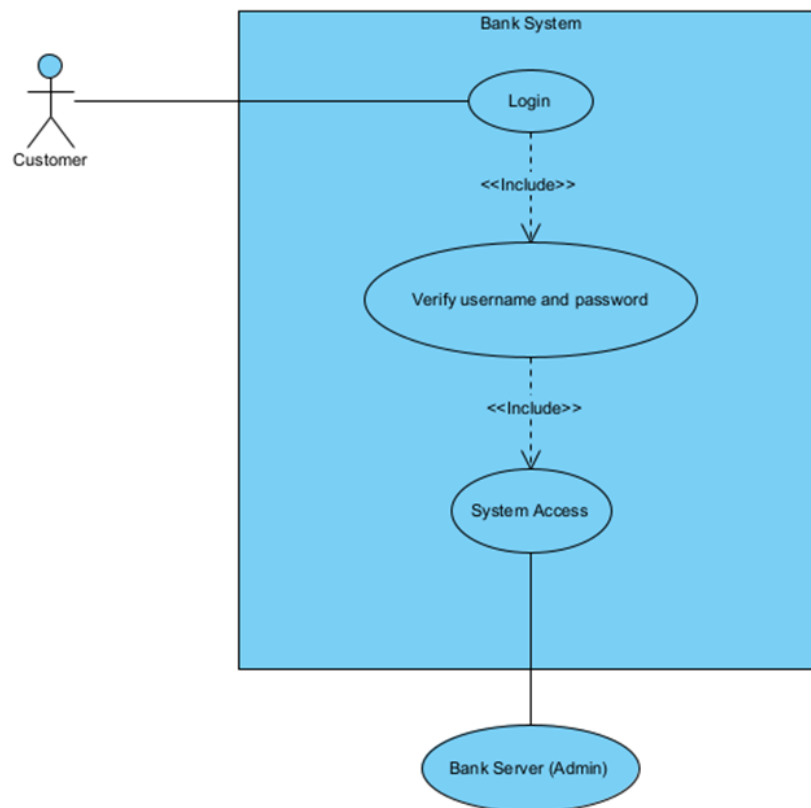 Bank System
Login
Customer
<<Include>>
Verify username and password
<<Include>>
System Access
Bank Server (Admin)